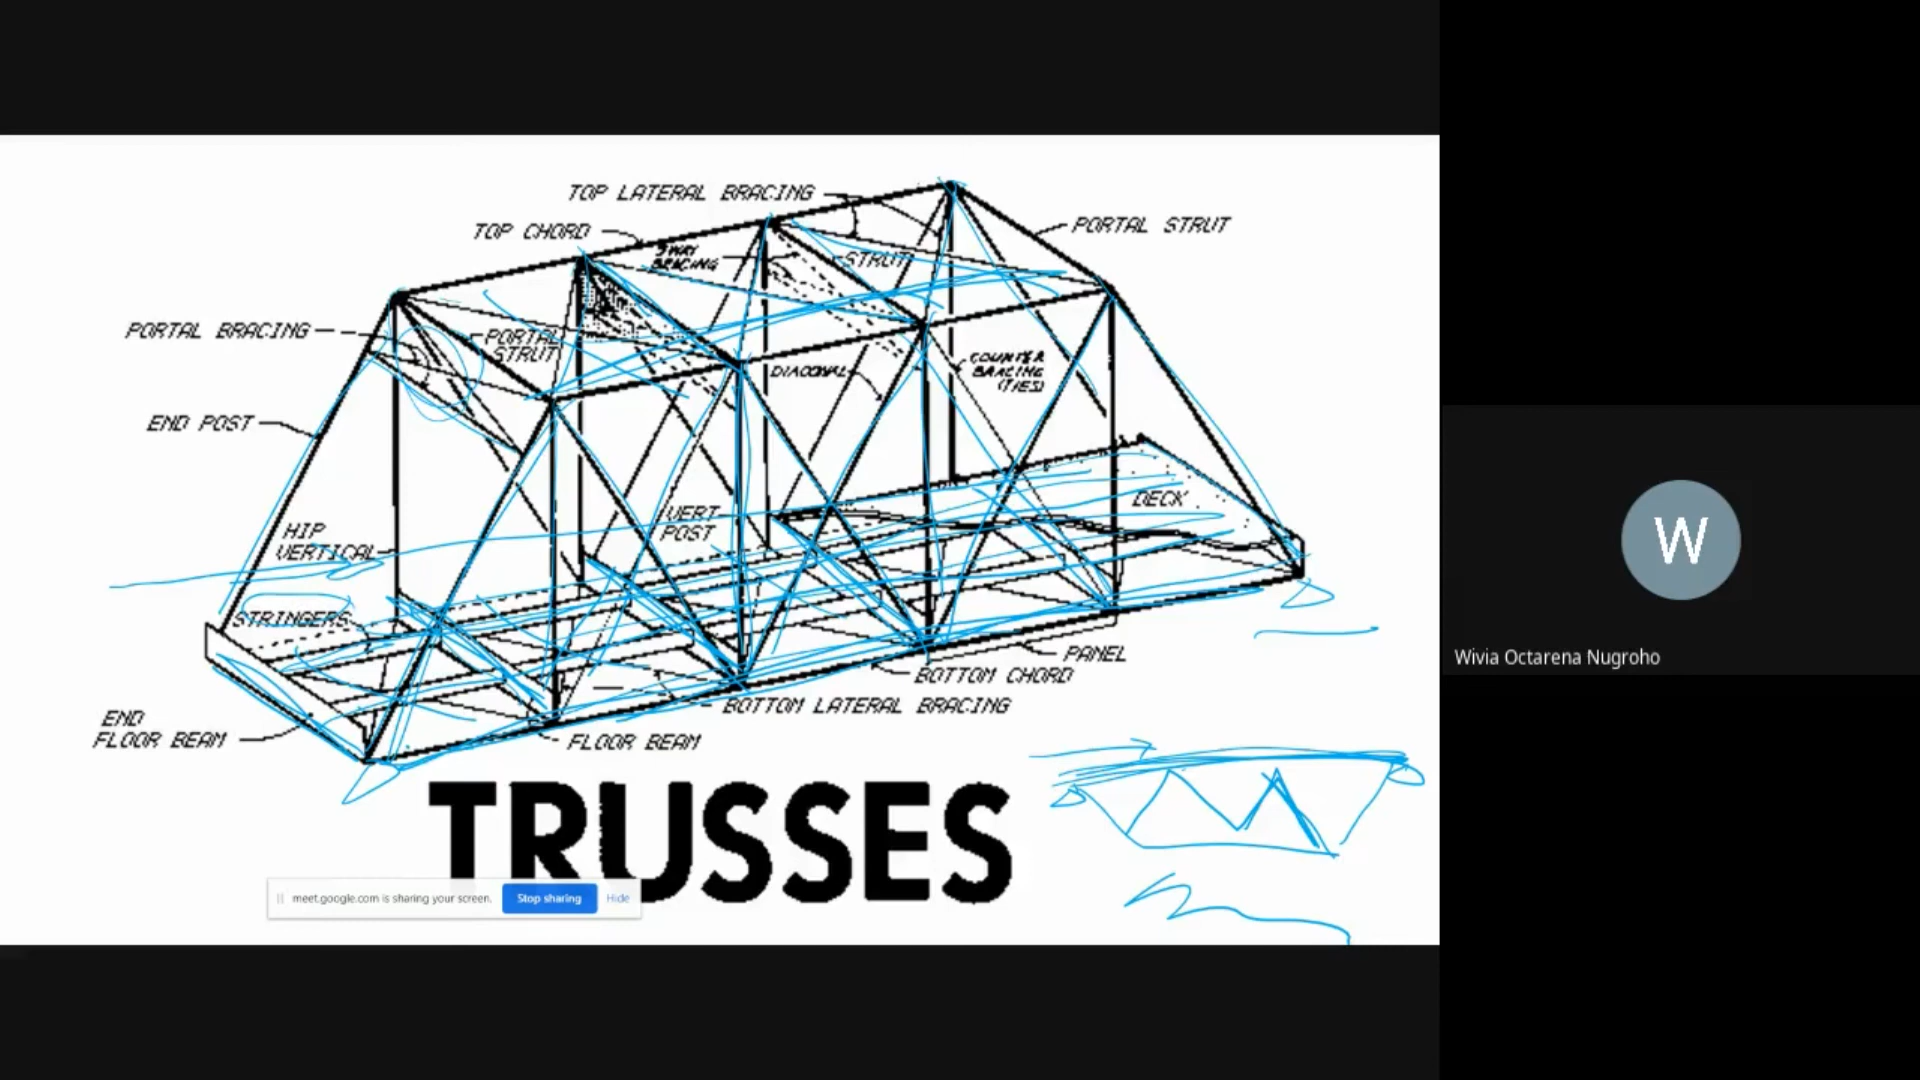 TOP LATERAL BRACING
TOP CHORD
PORTAL STRUT
SWAY
BRACING
STRUT
PORTAL BRACING
PORTAL
STRUT
DIAGONAL
COUNTER
BRACING
(TIES)
END POST
DECK
VERT
POST
HIP
VERTICAL
STRINGERS
PANEL
BOTTOM CHORD
BOTTOM LATERAL BRACING
END
FLOOR BEAM
FLOOR BEAM
TRUSSES
meet.google.com is sharing your screen.
Stop sharing
Hide
W
Wivia Octarena Nugroho